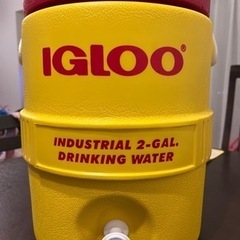 IGLOO®
INDUSTRIAL 2-GAL.
DRINKING WATER